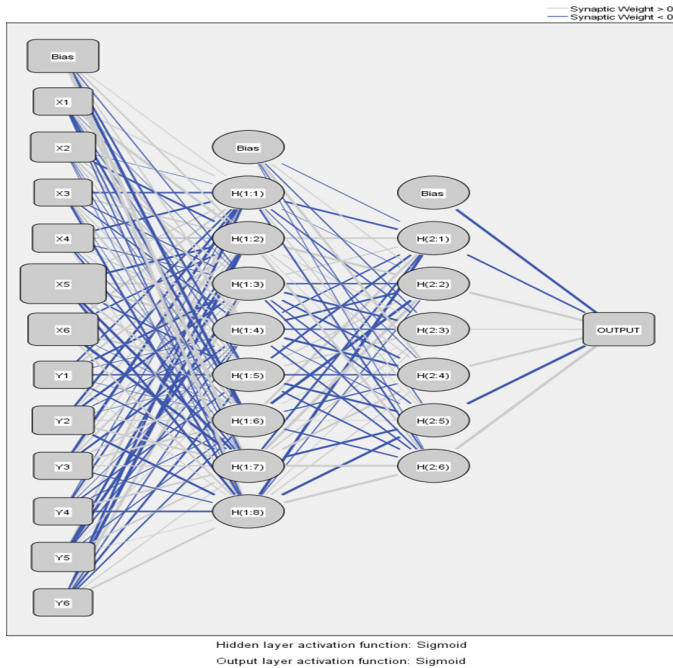 Synaptic Weight > 0
Synaptic Weight < 0
Bias
X1
X2
X3
X4
X5
X6
Y1
Y2
Y3
Y4
Y5
Y6
Bias
H(1:1)
H(1:2)
H(1:3)
H(1:4)
H(1:5)
H(1:6)
H(1:7)
H(1:8)
Bias
H(2:1)
H(2:2)
H(2:3)
H(2:4)
H(2:5)
H(2:6)
OUTPUT
Hidden layer activation function: Sigmoid
Output layer activation function: Sigmoid